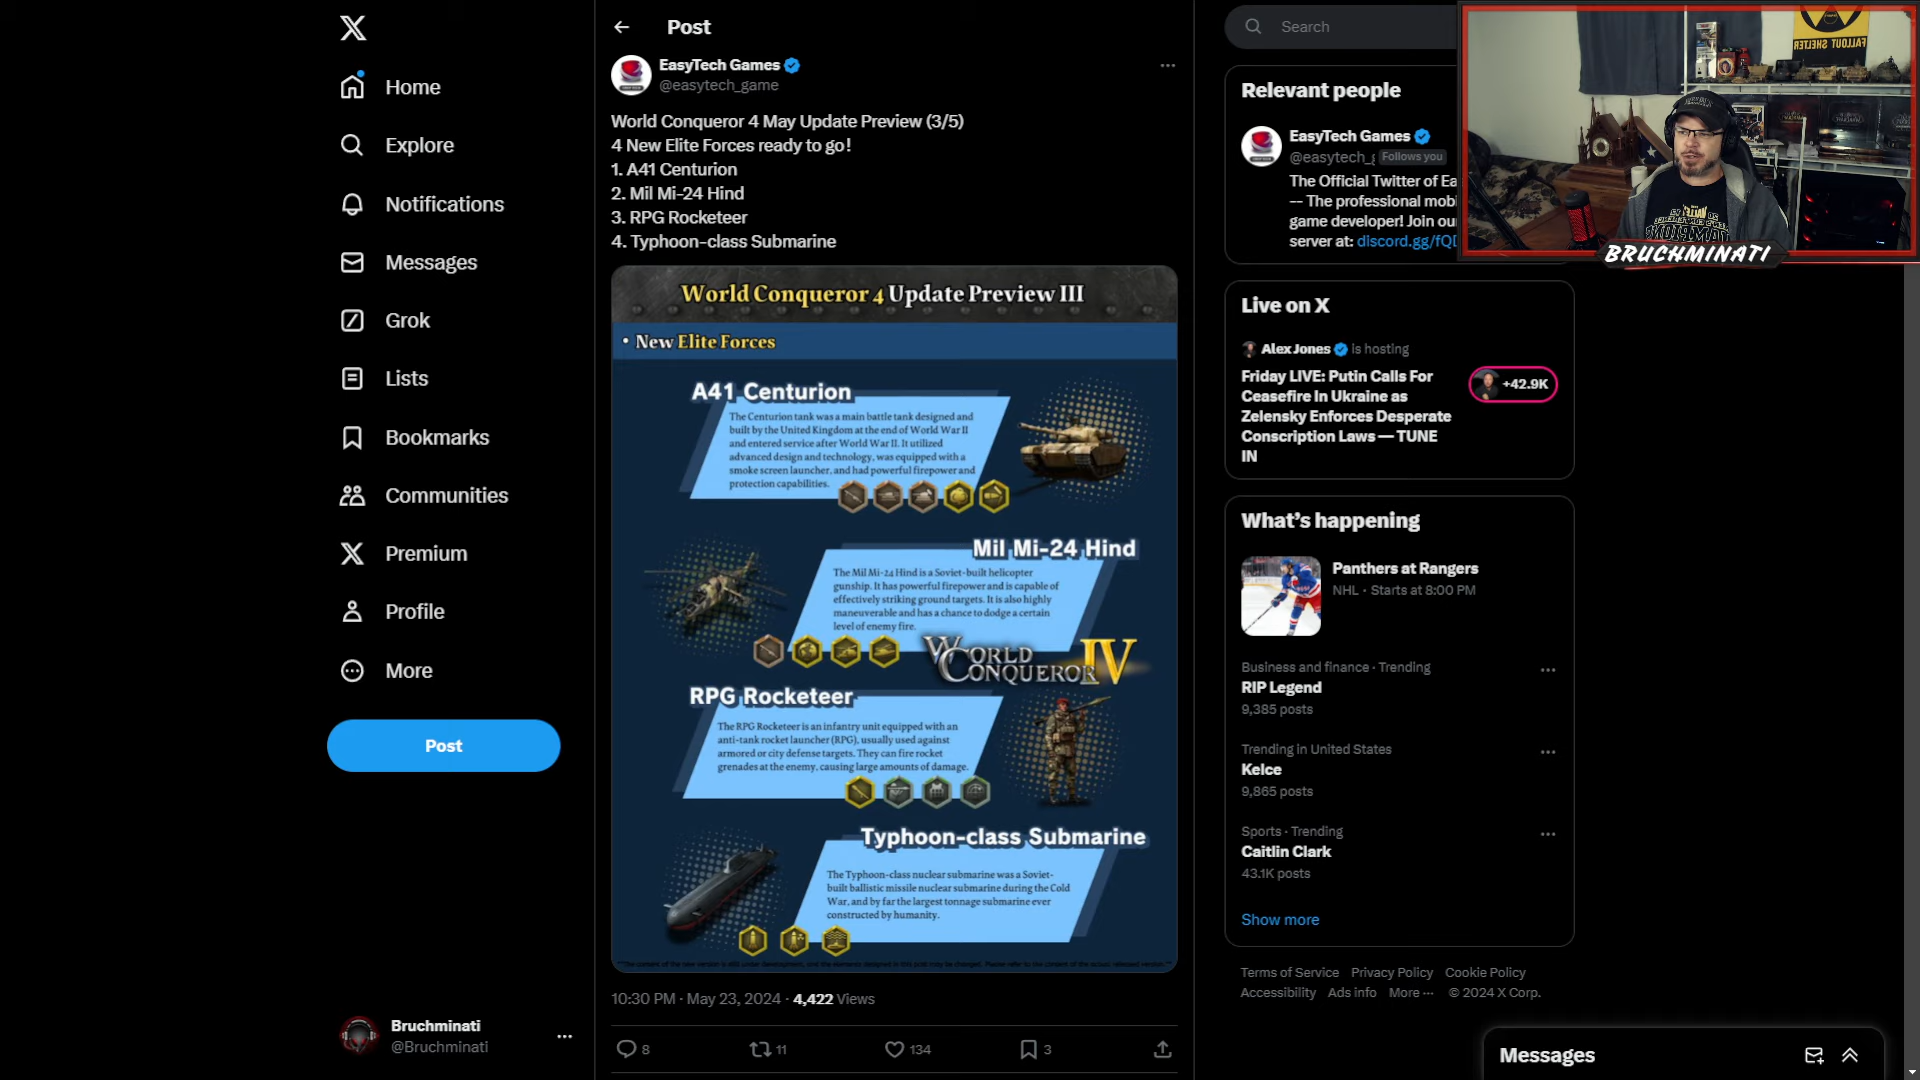 Home
Explore
Notifications
Messages
Grok
Lists
Bookmarks
Communities
Premium
Profile
More
Post
Bruchminati
@Bruchminati
Post
EasyTech Games
@easytech_game
World Conqueror 4 May Update Preview (3/5)
4 New Elite Forces ready to go!
1. A41 Centurion
2. Mil Mi-24 Hind
3. RPG Rocketeer
4. Typhoon-class Submarine
World Conqueror 4 Update Preview III
• New Elite Forces
A41 Centurion
The Centurion tank was a main battle tank designed and
built by the United Kingdom at the end of World War II
and entered service after World War II. It utilized
advanced design and technology, was equipped with a
smoke screen launcher, and had powerful firepower and
protection capabilities.
Mil Mi-24 Hind
The Mil Mi-24 Hind is a Soviet-built helicopter
gunship. It has powerful firepower and is capable of
effectively striking ground targets. It is also highly
maneuverable and has a chance to dodge a certain
level of enemy fire.
WORLD
CONQUEROR IV
RPG Rocketeer
The RPG Rocketeer is an infantry unit equipped with an
anti-tank rocket launcher (RPG), usually used against
armored or city defense targets. They can fire rocket
grenades at the enemy, causing large amounts of damage.
Typhoon-class Submarine
The Typhoon-class nuclear submarine was a Soviet-
built ballistic missile nuclear submarine during the Cold
War, and by far the largest tonnage submarine ever
constructed by humanity.
10:30 PM · May 23, 2024 · 4,422 Views
8
11
134
3
Search
Relevant people
EasyTech Games
@easytech_g Follows you
The Official Twitter of Ea
-- The professional mobi
game developer! Join ou
server at: discord.gg/fQD
FALLOUT SHELTER
BRUCHMINATI
Live on X
Alex Jones is hosting
Friday LIVE: Putin Calls For
Ceasefire In Ukraine as
Zelensky Enforces Desperate
Conscription Laws — TUNE
IN
+42.9K
What's happening
Panthers at Rangers
NHL · Starts at 8:00 PM
Business and finance · Trending
RIP Legend
9,385 posts
Trending in United States
Kelce
9,865 posts
Sports · Trending
Caitlin Clark
43.1K posts
Show more
Terms of Service Privacy Policy Cookie Policy
Accessibility Ads info More ··· © 2024 X Corp.
Messages